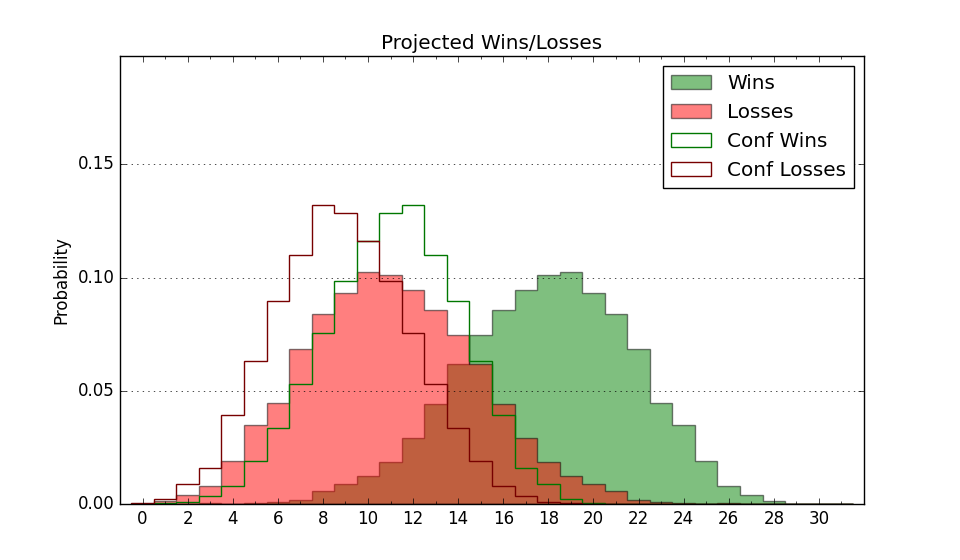 Projected Wins/Losses
Wins
Losses
Conf Wins
Conf Losses
0.15
0.10
0.05
0.00
Probability
0 2 4 6 8 10 12 14 16 18 20 22 24 26 28 30